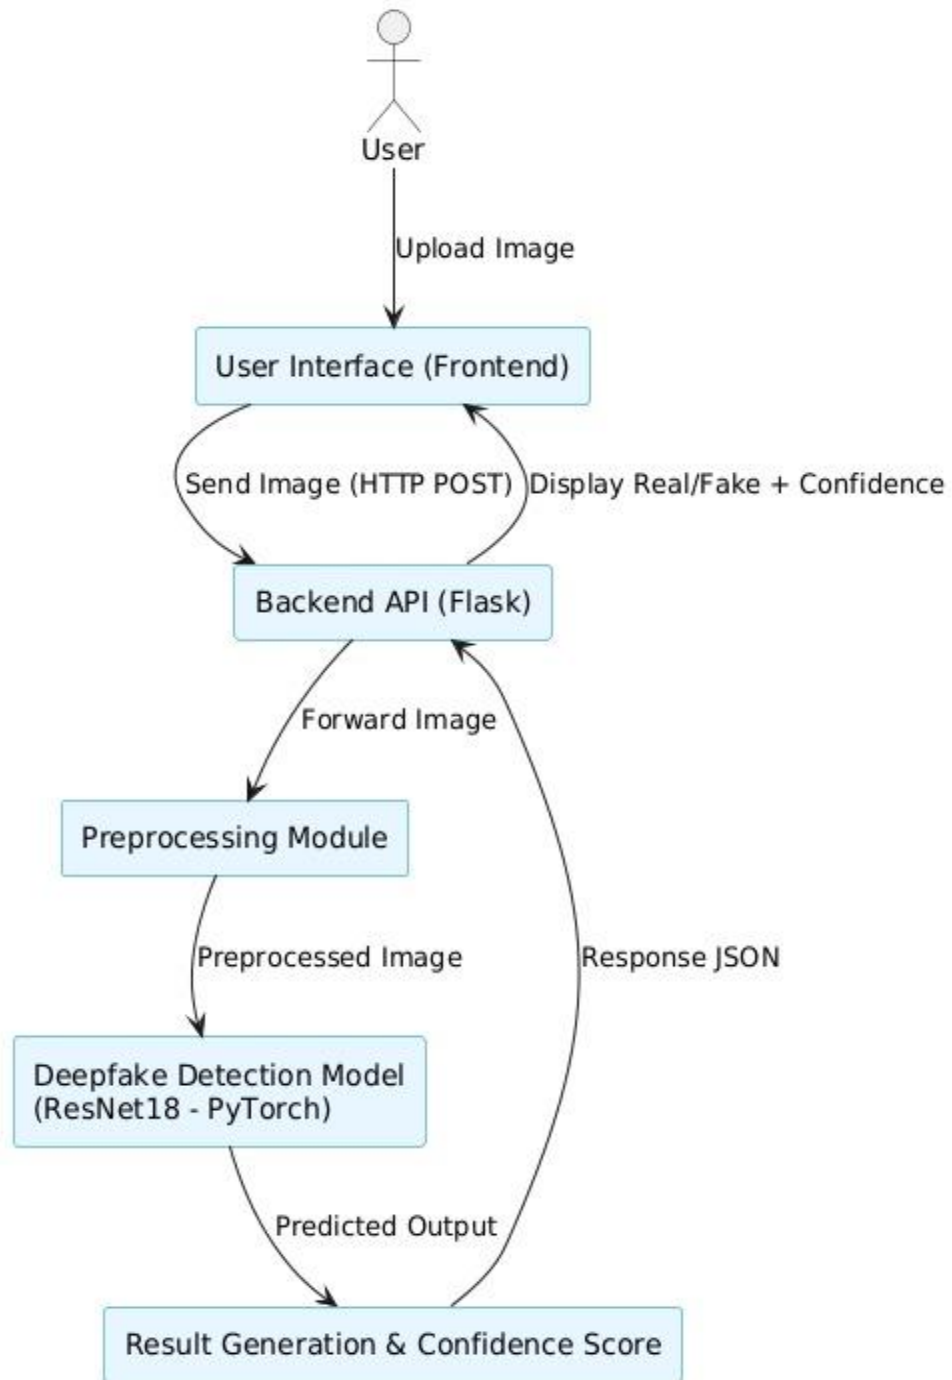 User
Upload Image
User Interface (Frontend)
Send Image (HTTP POST)
Display Real/Fake + Confidence
Backend API (Flask)
Forward Image
Preprocessing Module
Preprocessed Image
Response JSON
Deepfake Detection Model
(ResNet18 - PyTorch)
Predicted Output
Result Generation & Confidence Score